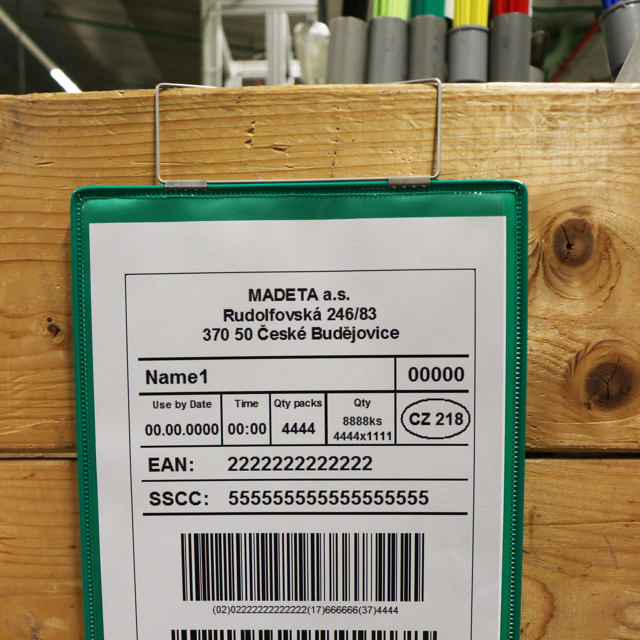 MADETA a.s.
Rudolfovská 246/83
370 50 České Budějovice
Name1 00000
Use by Date Time Qty packs Qty
00.00.0000 00:00 4444 8888ks CZ 218
4444x1111
EAN: 2222222222222
SSCC: 555555555555555555
(02)02222222222222(17)666666(37)4444